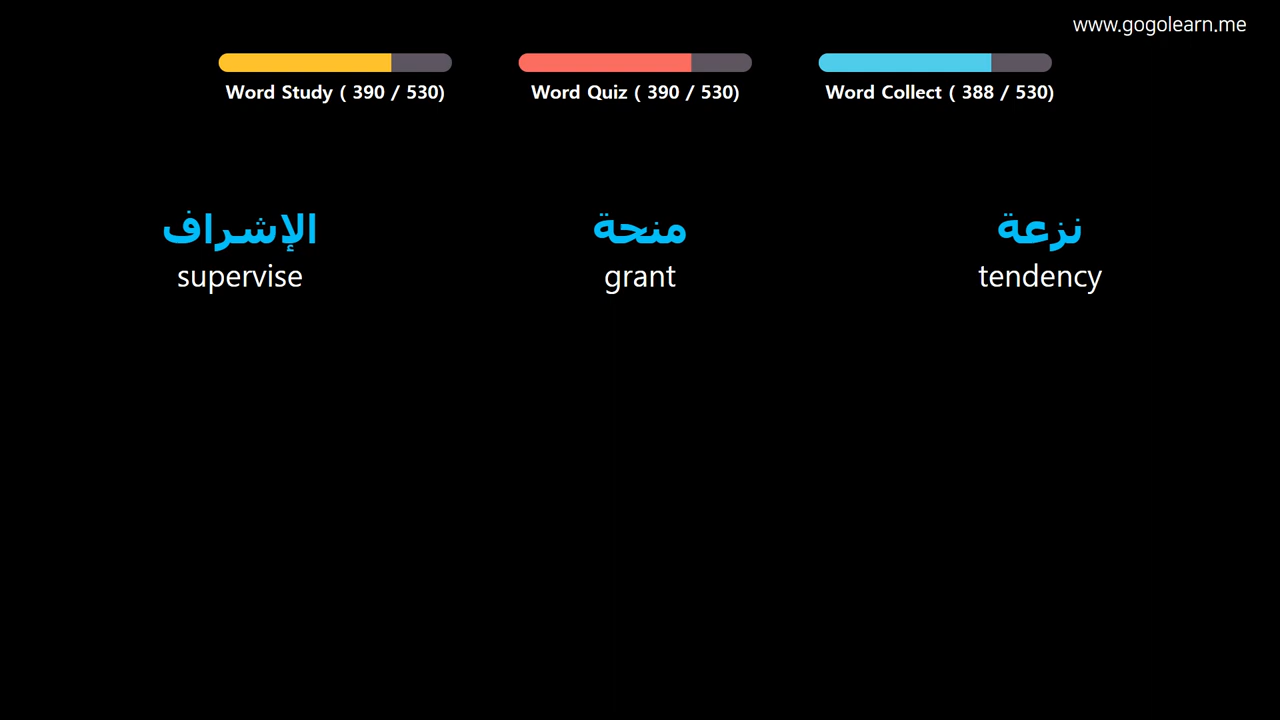 www.gogolearn.me
Word Study ( 390 / 530)
Word Quiz ( 390 / 530)
Word Collect ( 388 / 530)
الإشراف
supervise
منحة
grant
نزعة
tendency